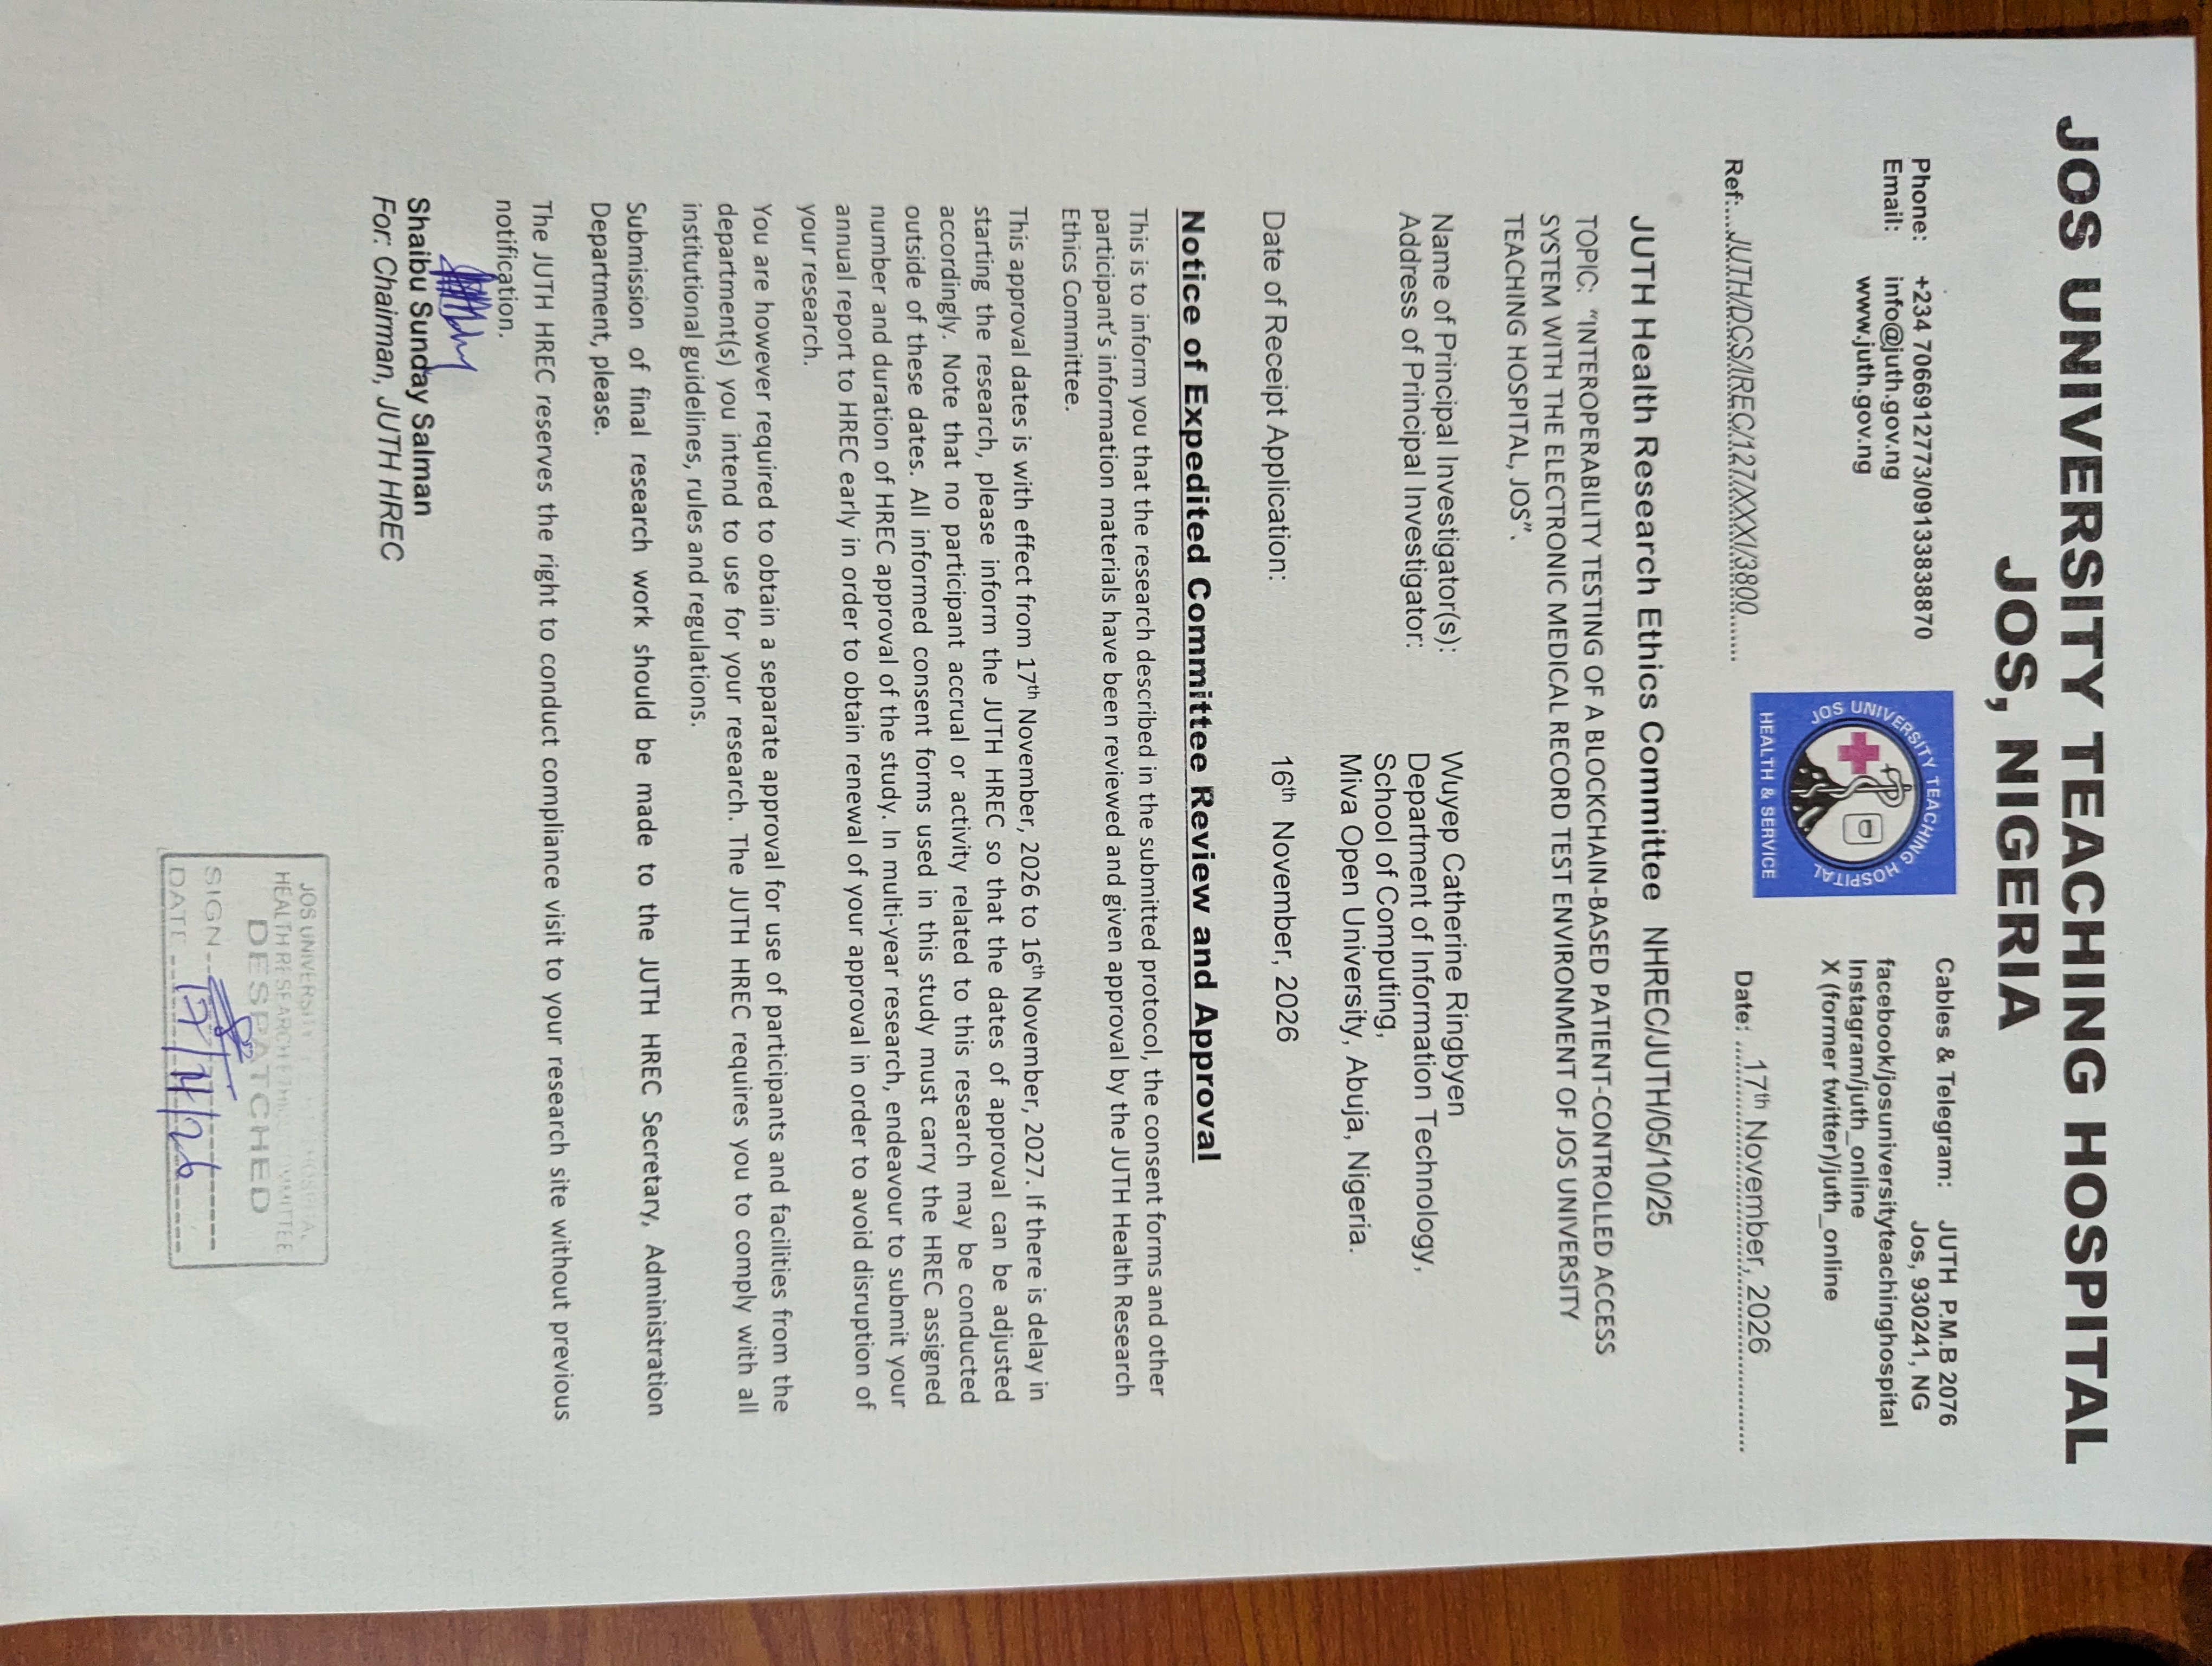 JOS UNIVERSITY TEACHING HOSPITAL
JOS, NIGERIA
Phone: +234 7066912773/09133838870
Email: info@juth.gov.ng
www.juth.gov.ng
JOS UNIVERSITY TEACHING HOSPITAL
HEALTH & SERVICE
Cables & Telegram: JUTH P.M.B 2076
Jos, 930241, NG
facebook/josuniversityteachinghospital
Instagram/juth_online
X (former twitter)/juth_online
Ref:....JUTH/DCS/IREC/127/XXXI/3800.......
Date: ....17th November, 2026............
JUTH Health Research Ethics Committee NHREC/JUTH/05/10/25
TOPIC: "INTEROPERABILITY TESTING OF A BLOCKCHAIN-BASED PATIENT-CONTROLLED ACCESS
SYSTEM WITH THE ELECTRONIC MEDICAL RECORD TEST ENVIRONMENT OF JOS UNIVERSITY
TEACHING HOSPITAL, JOS".
Name of Principal Investigator(s): Wuyep Catherine Ringbyen
Address of Principal Investigator: Department of Information Technology,
School of Computing,
Miva Open University, Abuja, Nigeria.
Date of Receipt Application: 16th November, 2026
Notice of Expedited Committee Review and Approval
This is to inform you that the research described in the submitted protocol, the consent forms and other
participant's information materials have been reviewed and given approval by the JUTH Health Research
Ethics Committee.
This approval dates is with effect from 17th November, 2026 to 16th November, 2027. If there is delay in
starting the research, please inform the JUTH HREC so that the dates of approval can be adjusted
accordingly. Note that no participant accrual or activity related to this research may be conducted
outside of these dates. All informed consent forms used in this study must carry the HREC assigned
number and duration of HREC approval of the study. In multi-year research, endeavour to submit your
annual report to HREC early in order to obtain renewal of your approval in order to avoid disruption of
your research.
You are however required to obtain a separate approval for use of participants and facilities from the
department(s) you intend to use for your research. The JUTH HREC requires you to comply with all
institutional guidelines, rules and regulations.
Submission of final research work should be made to the JUTH HREC Secretary, Administration
Department, please.
The JUTH HREC reserves the right to conduct compliance visit to your research site without previous
notification.
Shaibu Sunday Salman
For: Chairman, JUTH HREC
JOS UNIVERSITY HOSPITAL
HEALTH RESEARCH COMMITTEE
DESPATCHED
SIGN
DATE 17/11/26